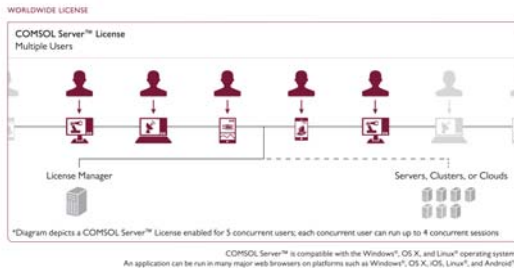 WORLDWIDE LICENSE
COMSOL Server™ License
Multiple Users
License Manager
Servers, Clusters, or Clouds
*Diagram depicts a COMSOL Server™ License enabled for 5 concurrent users; each concurrent user can run up to 4 concurrent sessions
COMSOL Server™ is compatible with the Windows®, OS X, and Linux® operating system
An application can be run in many major web browsers on platforms such as Windows®, OS X, iOS, Linux®, and Android